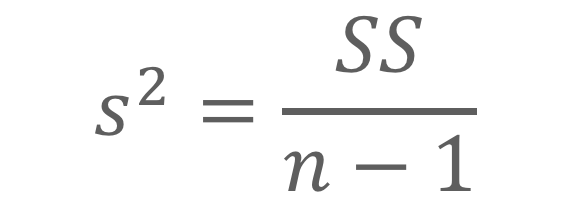 s² = SS / n − 1